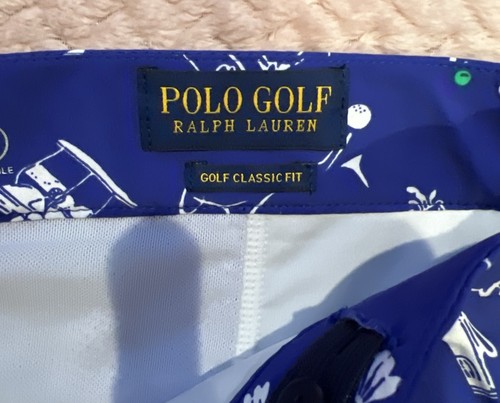 POLO GOLF
RALPH LAUREN
GOLF CLASSIC FIT